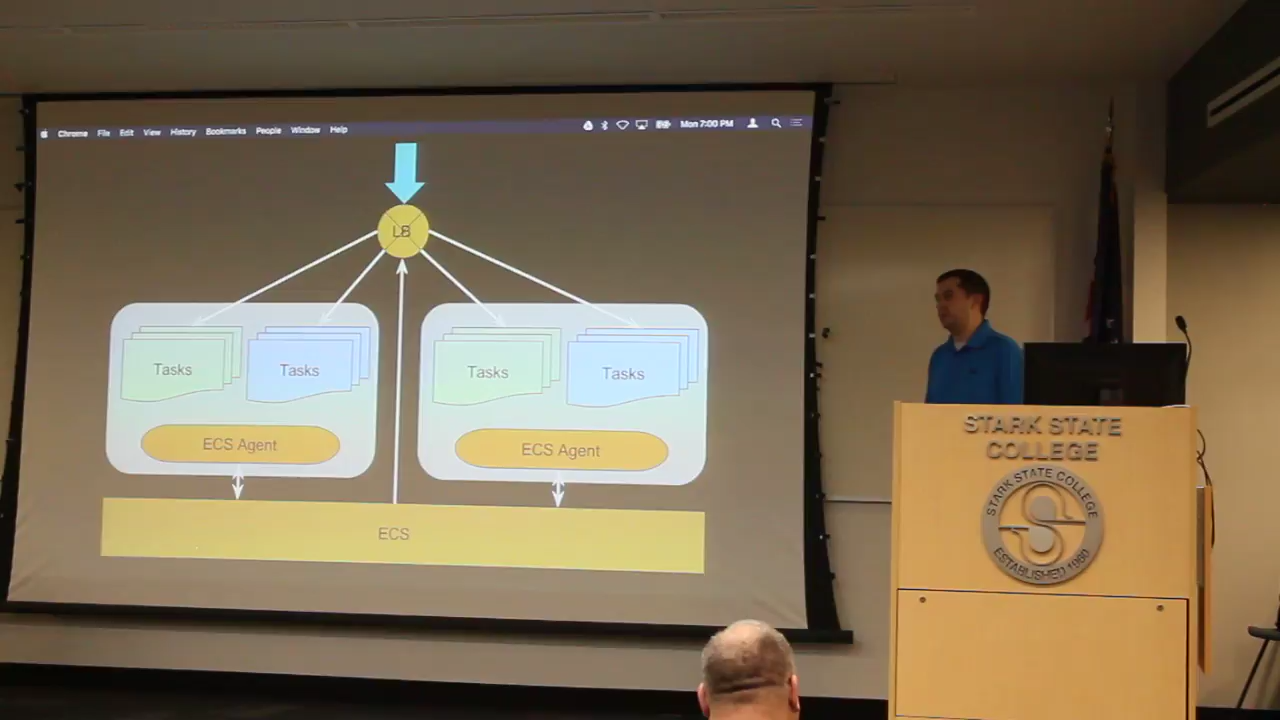 Chrome File Edit View History Bookmarks People Window Help Mon 7:00 PM
LB
Tasks Tasks Tasks Tasks
ECS Agent ECS Agent
ECS
STARK STATE
COLLEGE
STARK STATE COLLEGE
ESTABLISHED 1960